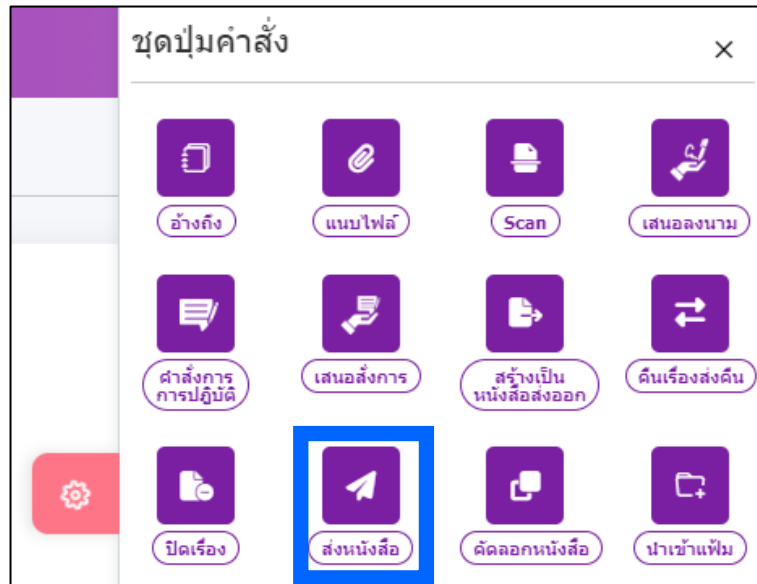 ชุดปุ่มคำสั่ง
อ้างถึง
แนบไฟล์
Scan
เสนอลงนาม
คำสั่งการ
การปฏิบัติ
เสนอสั่งการ
สร้างเป็น
หนังสือส่งออก
คืนเรื่องส่งคืน
ปิดเรื่อง
ส่งหนังสือ
คัดลอกหนังสือ
นำเข้าแฟ้ม